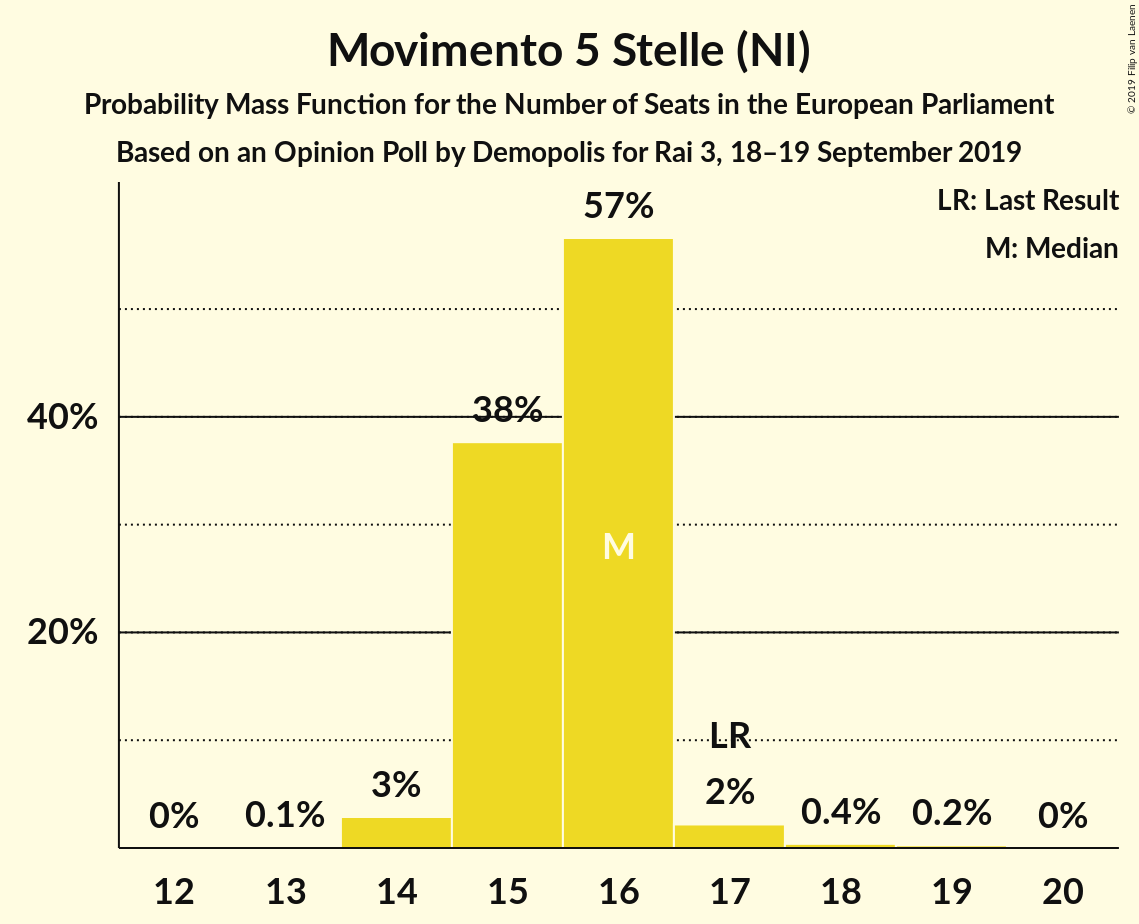 Movimento 5 Stelle (NI)
Probability Mass Function for the Number of Seats in the European Parliament
Based on an Opinion Poll by Demopolis for Rai 3, 18–19 September 2019
© 2019 Filip van Laenen
LR: Last Result
M: Median
57%
40%
38%
M
20%
LR
0%
0.1%
3%
2%
0.4%
0.2%
0%
12 13 14 15 16 17 18 19 20